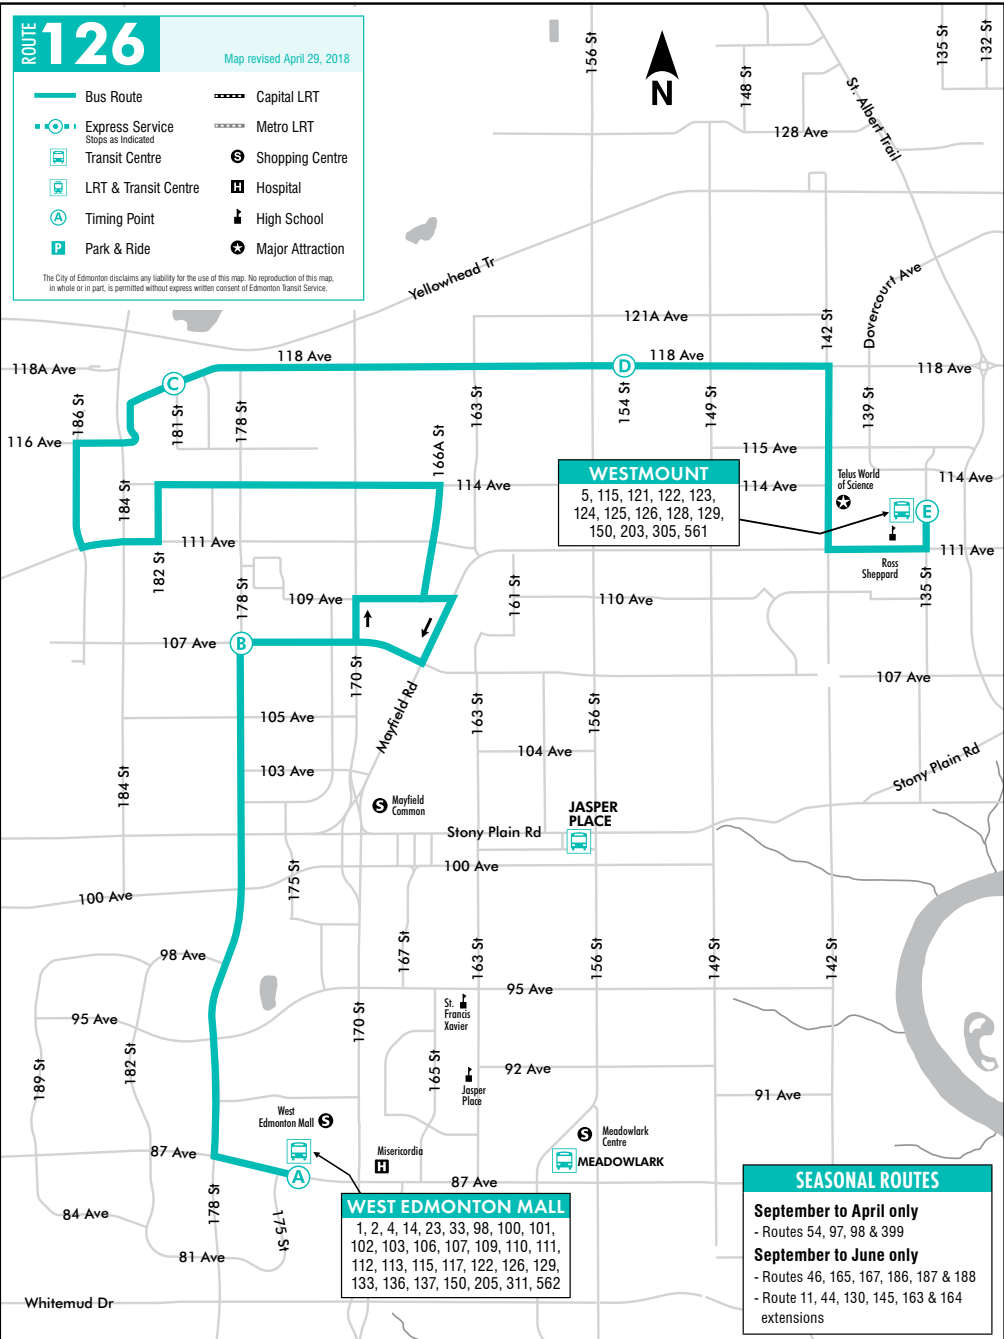 ROUTE 126
Map revised April 29, 2018
Bus Route
Express Service
Stops as Indicated
Transit Centre
LRT & Transit Centre
A Timing Point
P Park & Ride
Capital LRT
Metro LRT
S Shopping Centre
H Hospital
High School
Major Attraction
The City of Edmonton disclaims any liability for the use of this map. No reproduction of this map,
in whole or in part, is permitted without express written consent of Edmonton Transit Service.
N
156 St
148 St
135 St
132 St
St. Albert Trail
128 Ave
Yellowhead Tr
Dovercourt Ave
121A Ave
142 St
118A Ave
118 Ave
D
118 Ave
118 Ave
C
186 St
181 St
178 St
163 St
154 St
149 St
139 St
116 Ave
166A St
115 Ave
184 St
114 Ave
114 Ave
114 Ave
WESTMOUNT
5, 115, 121, 122, 123,
124, 125, 126, 128, 129,
150, 203, 305, 561
Telus World
of Science
E
111 Ave
111 Ave
Ross
Sheppard
182 St
178 St
109 Ave
161 St
110 Ave
135 St
107 Ave
B
170 St
107 Ave
Mayfield Rd
163 St
156 St
105 Ave
104 Ave
103 Ave
184 St
Stony Plain Rd
S
Mayfield
Common
JASPER
PLACE
Stony Plain Rd
100 Ave
175 St
100 Ave
98 Ave
167 St
163 St
156 St
149 St
142 St
95 Ave
St.
Francis
Xavier
95 Ave
170 St
189 St
182 St
165 St
92 Ave
Jasper
Place
91 Ave
West
Edmonton Mall
S
Misericordia
H
S
Meadowlark
Centre
MEADOWLARK
87 Ave
A
87 Ave
178 St
175 St
84 Ave
81 Ave
WEST EDMONTON MALL
1, 2, 4, 14, 23, 33, 98, 100, 101,
102, 103, 106, 107, 109, 110, 111,
112, 113, 115, 117, 122, 126, 129,
133, 136, 137, 150, 205, 311, 562
Whitemud Dr
SEASONAL ROUTES
September to April only
- Routes 54, 97, 98 & 399
September to June only
- Routes 46, 165, 167, 186, 187 & 188
- Route 11, 44, 130, 145, 163 & 164
extensions